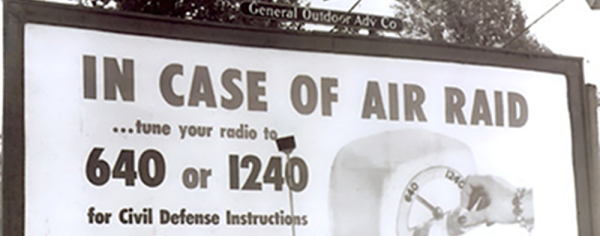 General Outdoor Adv Co
IN CASE OF AIR RAID
...tune your radio to
640 or 1240
for Civil Defense Instructions
640 1240